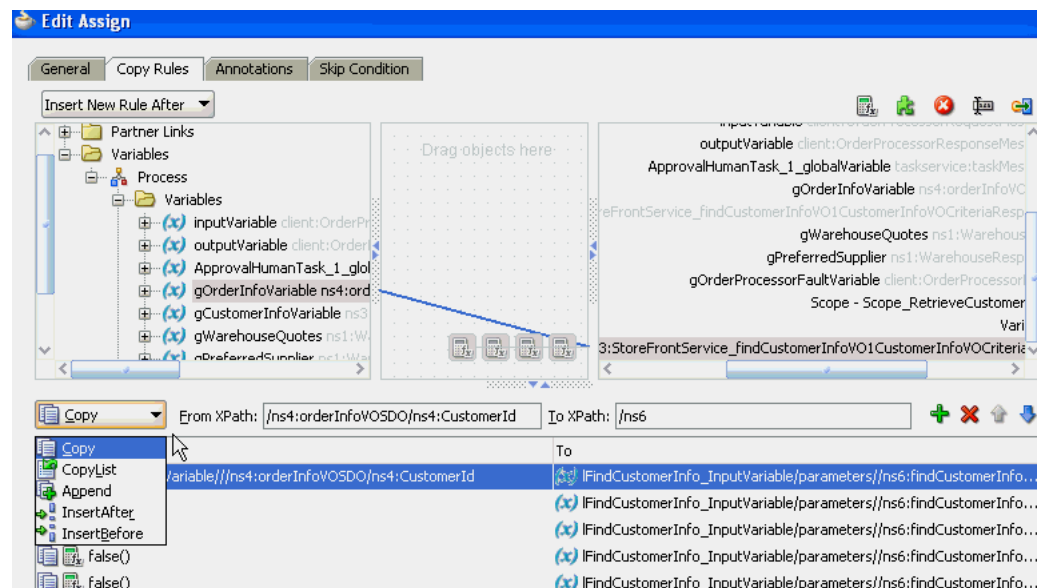 Edit Assign
General Copy Rules Annotations Skip Condition
Insert New Rule After
Partner Links
Variables
Process
Variables
inputVariable client:OrderPr
outputVariable client:OrderI
ApprovalHumanTask_1_glol
gOrderInfoVariable ns4:ord
gCustomerInfoVariable ns3
gWarehouseQuotes ns1:W
Drag objects here
outputVariable client:OrderProcessorResponseMes
ApprovalHumanTask_1_globalVariable taskservice:taskMes
gOrderInfoVariable ns4:orderInfoVO
reFrontService_findCustomerInfoVO1CustomerInfoVOCriteriaResp
gWarehouseQuotes ns1:Warehous
gPreferredSupplier ns1:WarehouseResp
gOrderProcessorFaultVariable client:OrderProcessorI
Scope - Scope_RetrieveCustomer
Vari
3:StoreFrontService_findCustomerInfoVO1CustomerInfoVOCriteria
Copy From XPath: /ns4:orderInfoVOSDO/ns4:CustomerId To XPath: /ns6
Copy
CopyList
Append
InsertAfter
InsertBefore
To
ariable///ns4:orderInfoVOSDO/ns4:CustomerId lFindCustomerInfo_InputVariable/parameters//ns6:findCustomerInfo...
lFindCustomerInfo_InputVariable/parameters//ns6:findCustomerInfo...
lFindCustomerInfo_InputVariable/parameters//ns6:findCustomerInfo...
false() lFindCustomerInfo_InputVariable/parameters//ns6:findCustomerInfo...
false() lFindCustomerInfo_InputVariable/parameters//ns6:findCustomerInfo...